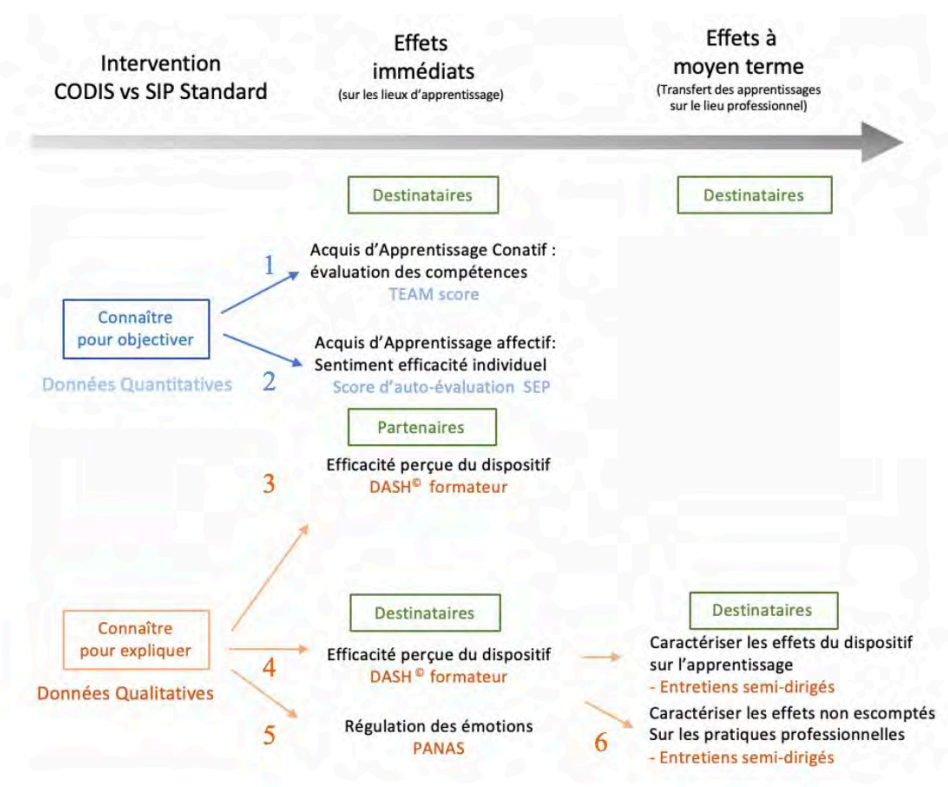 Intervention
CODIS vs SIP Standard
Effets
immédiats
(sur les lieux d'apprentissage)
Effets à
moyen terme
(Transfert des apprentissages
sur le lieu professionnel)
Destinataires
Destinataires
1
Acquis d'Apprentissage Conatif :
évaluation des compétences
TEAM score
Connaître
pour objectiver
Données Quantitatives
2
Acquis d'Apprentissage affectif:
Sentiment efficacité individuel
Score d'auto-évaluation SEP
Partenaires
3
Efficacité perçue du dispositif
DASH© formateur
Connaître
pour expliquer
Données Qualitatives
Destinataires
4
Efficacité perçue du dispositif
DASH© formateur
5
Régulation des émotions
PANAS
Destinataires
Caractériser les effets du dispositif
sur l'apprentissage
- Entretiens semi-dirigés
6
Caractériser les effets non escomptés
Sur les pratiques professionnelles
- Entretiens semi-dirigés